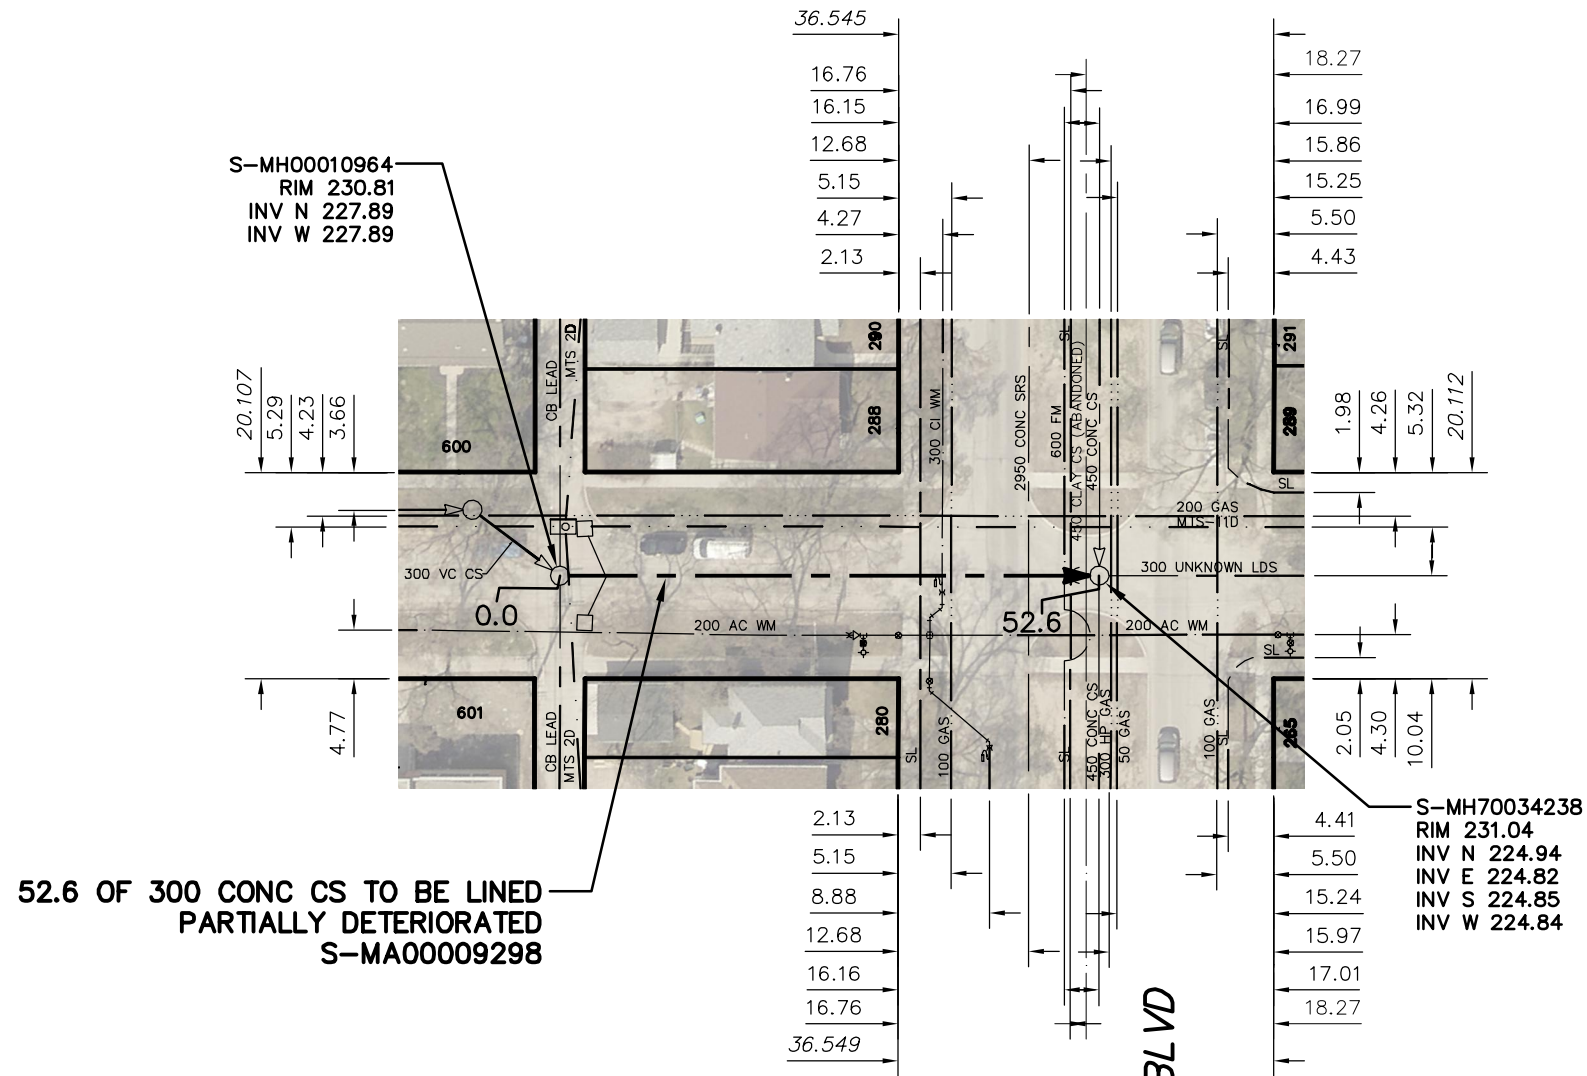 36.545
16.76
16.15
12.68
5.15
4.27
2.13
18.27
16.99
15.86
15.25
5.50
4.43
S-MH00010964
RIM 230.81
INV N 227.89
INV W 227.89
20.107
5.29
4.23
3.66
1.98
4.26
5.32
20.112
CB LEAD
MTS 2D
290
288
600
300 CI WM
2950 CONC SRS
600 FM
SL
450 CLAY CS (ABANDONED)
450 CONC CS
SL
291
289
SL
200 GAS
MTS-11D
300 VC CS
0.0
52.6
300 UNKNOWN LDS
200 AC WM
200 AC WM
SL
601
CB LEAD
MTS 2D
280
SL
100 GAS
SL
450 CONC CS
300 HP GAS
50 GAS
100 GAS
SL
265
4.77
2.05
4.30
10.04
52.6 OF 300 CONC CS TO BE LINED
PARTIALLY DETERIORATED
S-MA00009298
S-MH70034238
RIM 231.04
INV N 224.94
INV E 224.82
INV S 224.85
INV W 224.84
2.13
5.15
8.88
12.68
16.16
16.76
36.549
4.41
5.50
15.24
15.97
17.01
18.27
BLVD